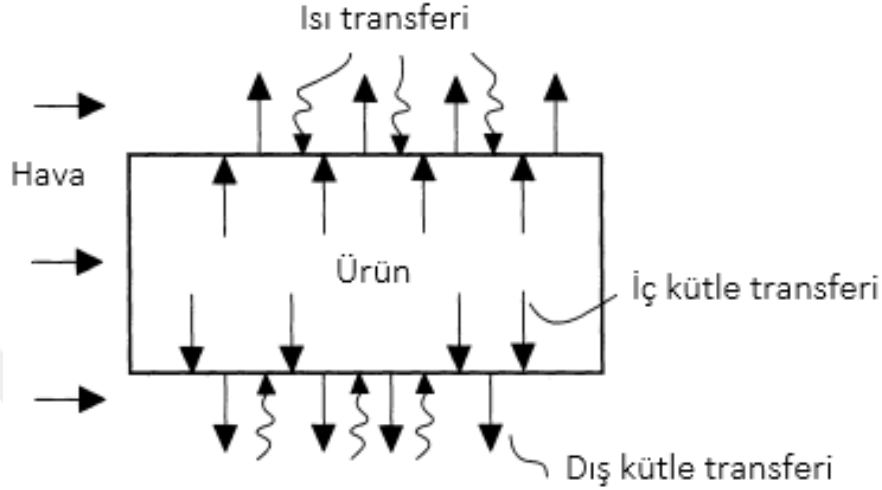 Isı transferi
Hava
Ürün
İç kütle transferi
Dış kütle transferi